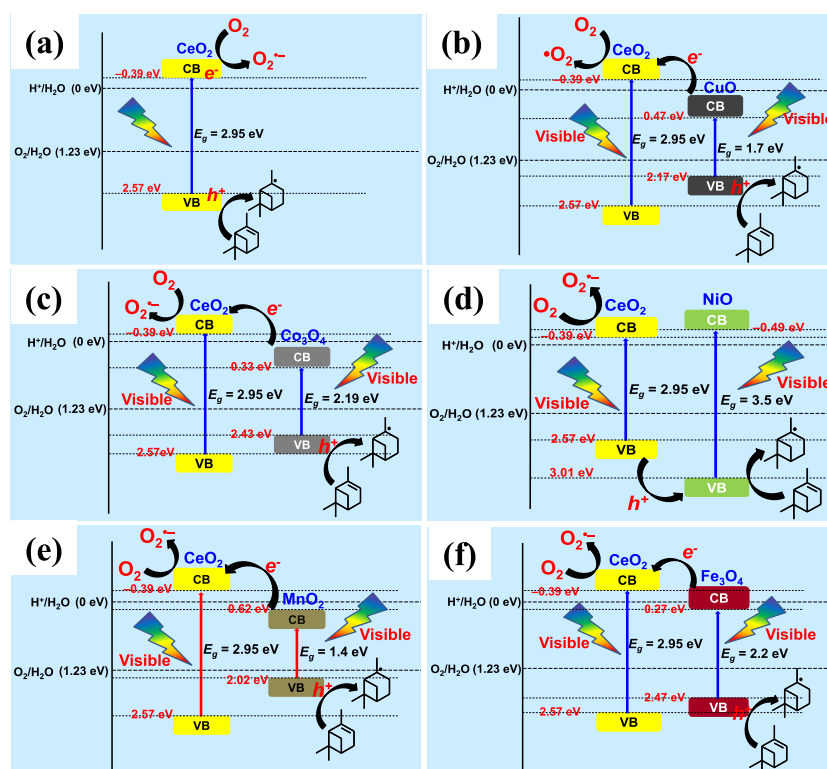 (a)
O2
CeO2
O2•–
CB
e-
–0.39 eV
H+/H2O (0 eV)
Eg = 2.95 eV
O2/H2O (1.23 eV)
2.57 eV
h+
VB
(b)
O2
•O2
CeO2
e-
CB
–0.39 eV
CuO
H+/H2O (0 eV)
CB
0.47 eV
Visible
Visible
Eg = 2.95 eV
Eg = 1.7 eV
O2/H2O (1.23 eV)
2.17 eV
VB
h+
2.57 eV
VB
(c)
O2
O2•–
CeO2
e-
CB
–0.39 eV
Co3O4
H+/H2O (0 eV)
CB
0.33 eV
Visible
Visible
Eg = 2.95 eV
Eg = 2.19 eV
O2/H2O (1.23 eV)
2.43 eV
VB
h+
2.57eV
VB
(d)
O2•–
O2
CeO2
NiO
CB
CB
–0.49 eV
–0.39 eV
H+/H2O (0 eV)
Visible
Visible
Eg = 2.95 eV
Eg = 3.5 eV
O2/H2O (1.23 eV)
2.57 eV
VB
3.01 eV
VB
h+
(e)
O2•–
O2
CeO2
e-
CB
–0.39 eV
MnO2
H+/H2O (0 eV)
0.62 eV
CB
Visible
Visible
Eg = 2.95 eV
Eg = 1.4 eV
O2/H2O (1.23 eV)
2.02 eV
VB
h+
2.57 eV
VB
(f)
O2•–
O2
CeO2
e-
Fe3O4
CB
–0.39 eV
CB
H+/H2O (0 eV)
0.27 eV
Visible
Visible
Eg = 2.95 eV
Eg = 2.2 eV
O2/H2O (1.23 eV)
2.47 eV
VB
h+
2.57 eV
VB